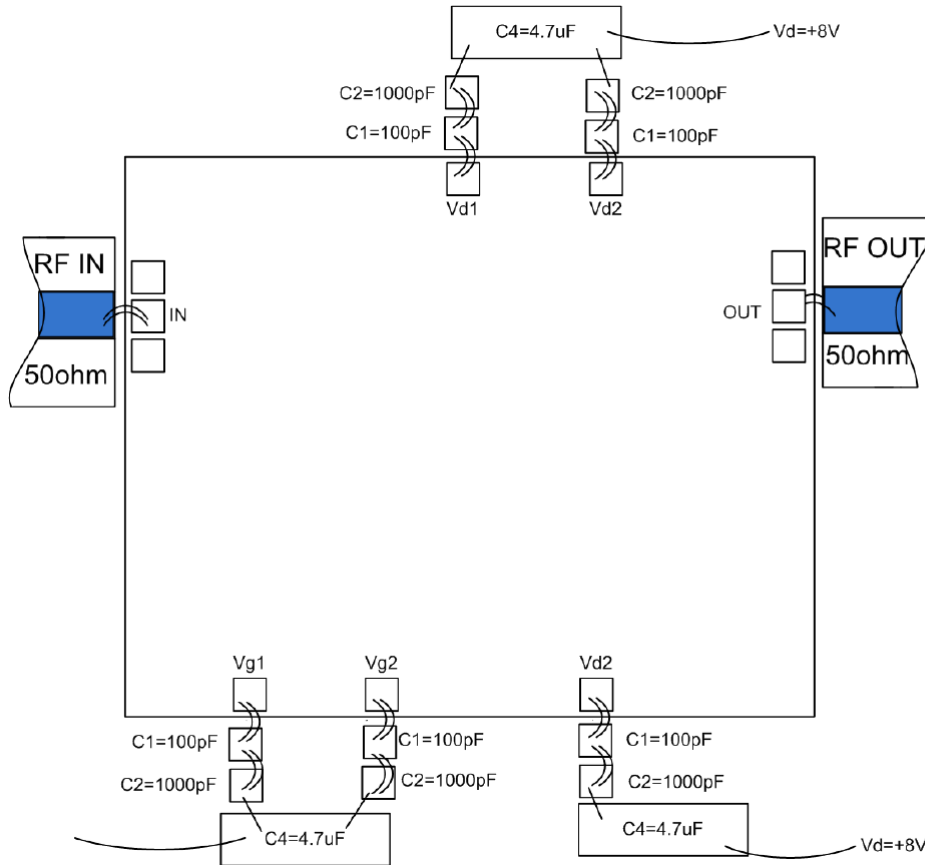 C4=4.7uF
Vd=+8V
C2=1000pF
C2=1000pF
C1=100pF
C1=100pF
Vd1
Vd2
RF IN
RF OUT
IN
OUT
50ohm
50ohm
Vg1
Vg2
Vd2
C1=100pF
C1=100pF
C1=100pF
C2=1000pF
C2=1000pF
C2=1000pF
C4=4.7uF
C4=4.7uF
Vd=+8V